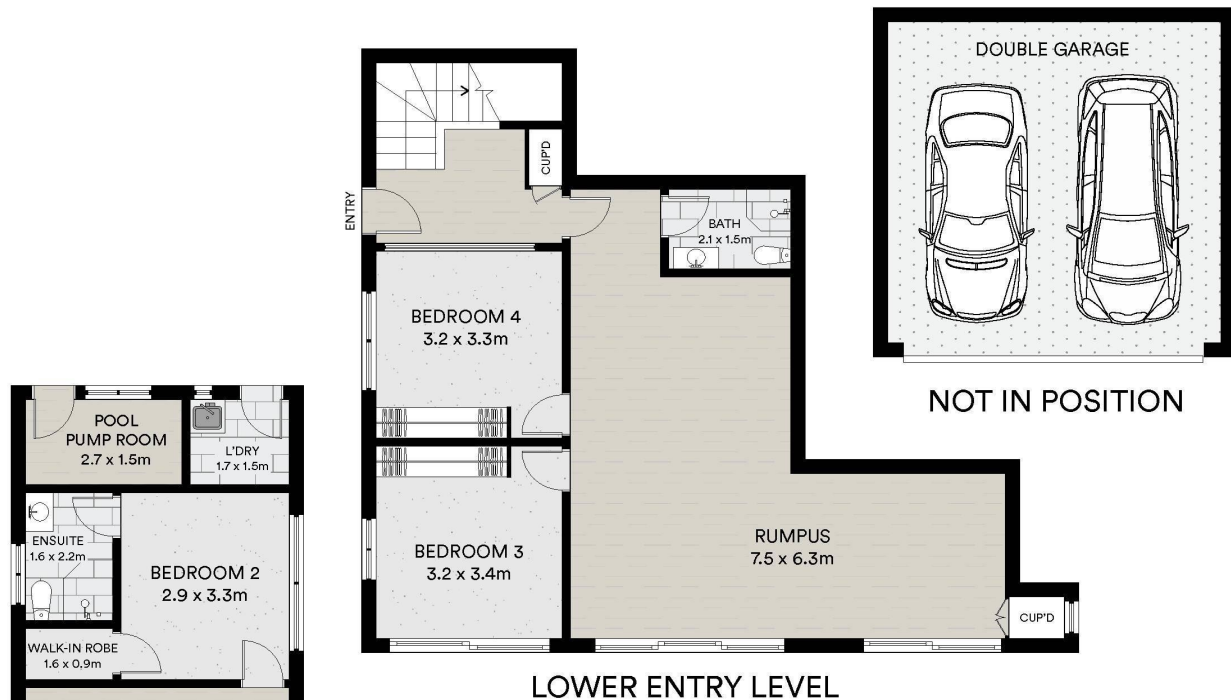 DOUBLE GARAGE
NOT IN POSITION
CUP'D
ENTRY
BATH
2.1 x 1.5m
BEDROOM 4
3.2 x 3.3m
BEDROOM 3
3.2 x 3.4m
RUMPUS
7.5 x 6.3m
CUP'D
LOWER ENTRY LEVEL
POOL
PUMP ROOM
2.7 x 1.5m
L'DRY
1.7 x 1.5m
ENSUITE
1.6 x 2.2m
BEDROOM 2
2.9 x 3.3m
WALK-IN ROBE
1.6 x 0.9m